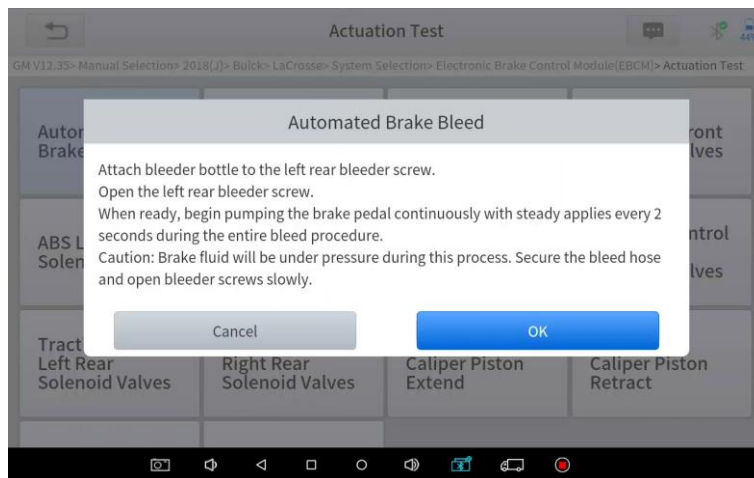 Actuation Test
44%
GM V12.35> Manual Selection> 2018(J)> Buick> LaCrosse> System Selection> Electronic Brake Control Module(EBCM)> Actuation Test
Automated Brake Bleed
Attach bleeder bottle to the left rear bleeder screw.
Open the left rear bleeder screw.
When ready, begin pumping the brake pedal continuously with steady applies every 2
seconds during the entire bleed procedure.
Caution: Brake fluid will be under pressure during this process. Secure the bleed hose
and open bleeder screws slowly.
Cancel
OK
Autor
Brake
ront
lves
ABS L
Solen
ntrol
lves
Tract
Left Rear
Solenoid Valves
Right Rear
Solenoid Valves
Caliper Piston
Extend
Caliper Piston
Retract